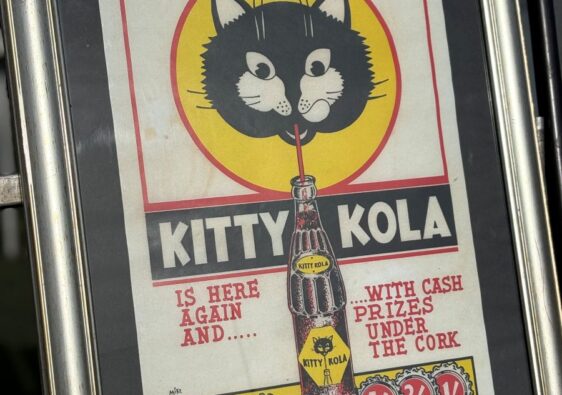 KITTY KOLA
IS HERE
AGAIN
AND.....
...WITH CASH
PRIZES
UNDER
THE CORK
KITTY KOLA
KITTY
KOLA